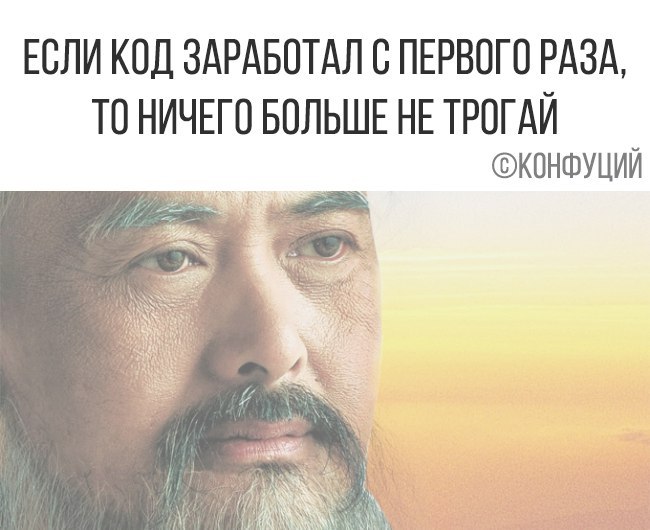 ЕСЛИ КОД ЗАРАБОТАЛ С ПЕРВОГО РАЗА,
ТО НИЧЕГО БОЛЬШЕ НЕ ТРОГАЙ
©КОНФУЦИЙ